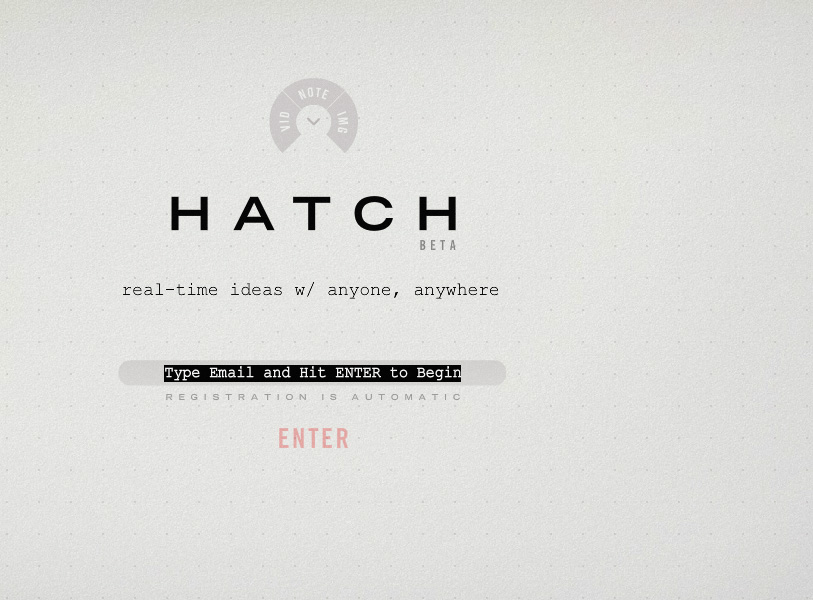 VID NOTE IMG
HATCH
BETA
real-time ideas w/ anyone, anywhere
Type Email and Hit ENTER to Begin
REGISTRATION IS AUTOMATIC
ENTER